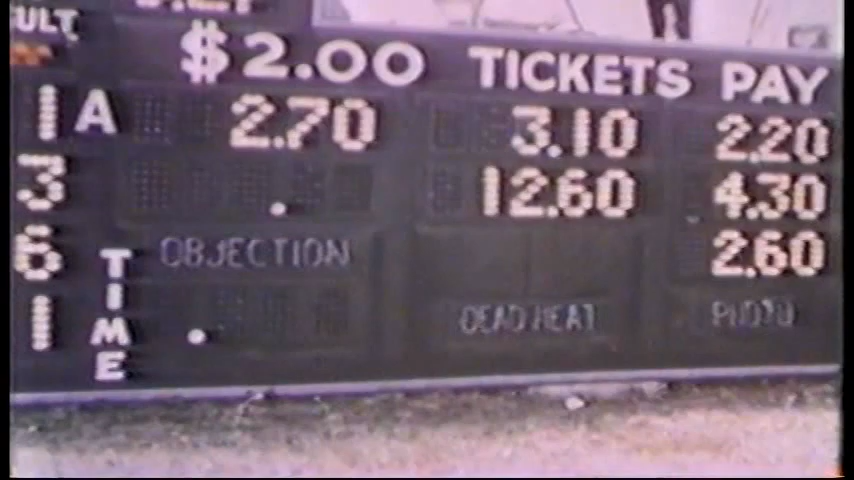 $2.00 TICKETS PAY
1 A 2.70 3.10 2.20
3 12.60 4.30
6 2.60
OBJECTION
1 DEAD HEAT PHOTO
TIME